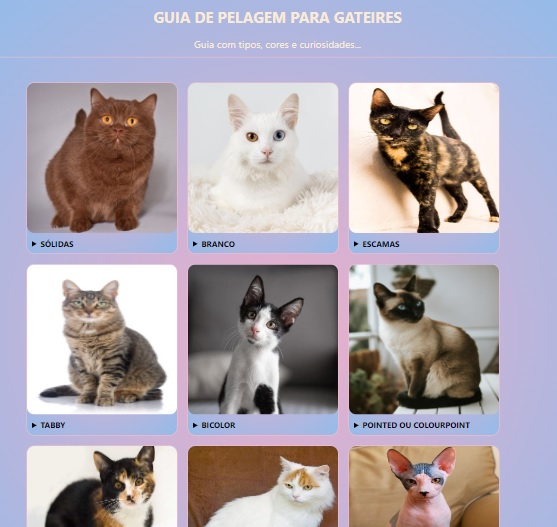 GUIA DE PELAGEM PARA GATEIRES
Guia com tipos, cores e curiosidades...
SÓLIDAS
BRANCO
ESCAMAS
TABBY
BICOLOR
POINTED OU COLOURPOINT